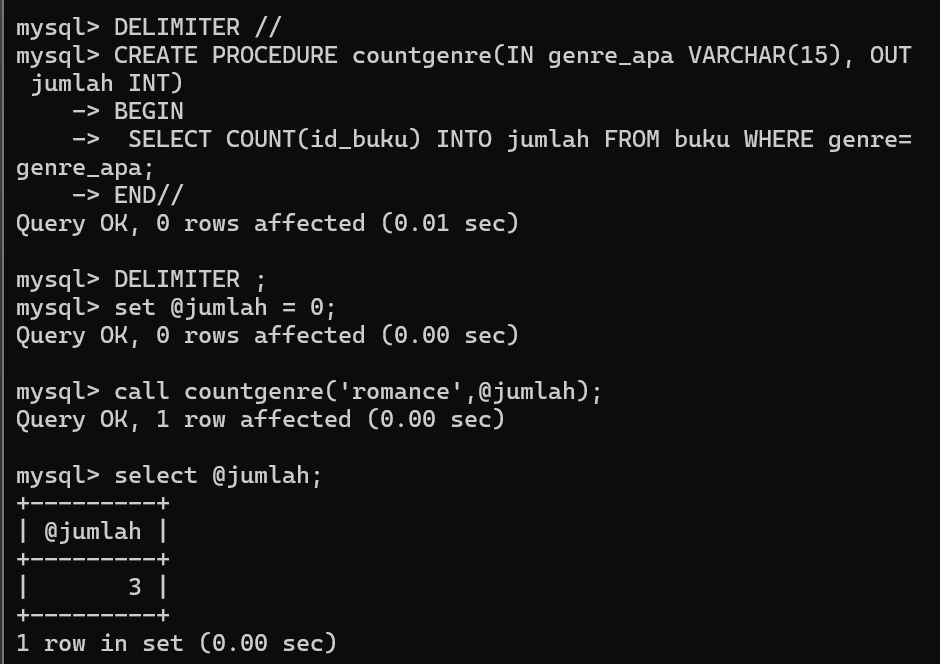 mysql> DELIMITER //
mysql> CREATE PROCEDURE countgenre(IN genre_apa VARCHAR(15), OUT
 jumlah INT)
    -> BEGIN
    ->  SELECT COUNT(id_buku) INTO jumlah FROM buku WHERE genre=
genre_apa;
    -> END//
Query OK, 0 rows affected (0.01 sec)

mysql> DELIMITER ;
mysql> set @jumlah = 0;
Query OK, 0 rows affected (0.00 sec)

mysql> call countgenre('romance',@jumlah);
Query OK, 1 row affected (0.00 sec)

mysql> select @jumlah;
+---------+
| @jumlah |
+---------+
|       3 |
+---------+
1 row in set (0.00 sec)